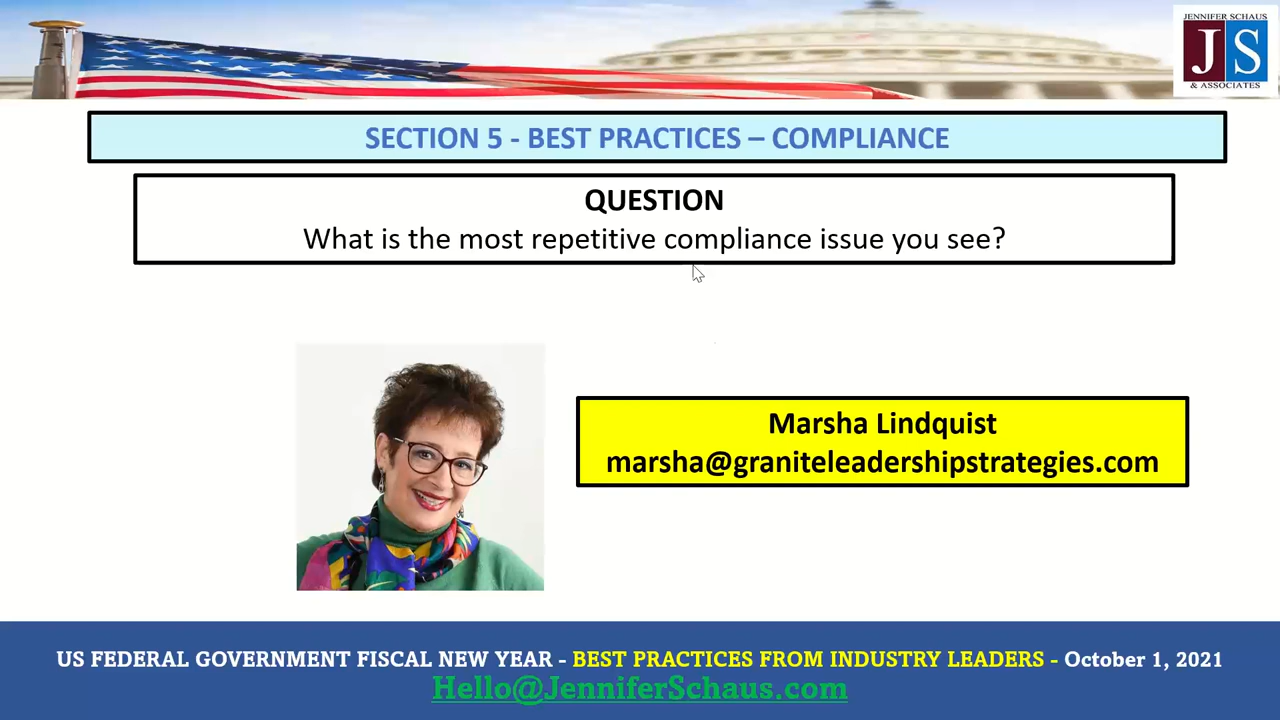 JENNIFER SCHAUS
JS
& ASSOCIATES
SECTION 5 - BEST PRACTICES – COMPLIANCE
QUESTION
What is the most repetitive compliance issue you see?
Marsha Lindquist
marsha@graniteleadershipstrategies.com
US FEDERAL GOVERNMENT FISCAL NEW YEAR - BEST PRACTICES FROM INDUSTRY LEADERS - October 1, 2021
Hello@JenniferSchaus.com